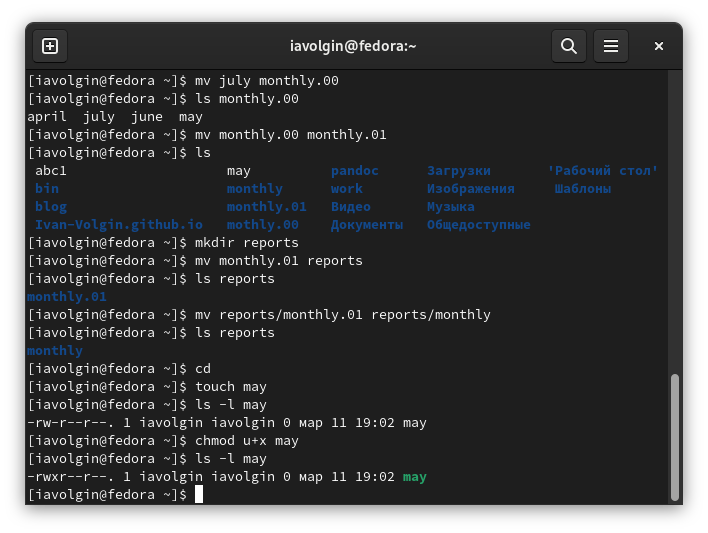 iavolgin@fedora:~
[iavolgin@fedora ~]$ mv july monthly.00
[iavolgin@fedora ~]$ ls monthly.00
april  july  june  may
[iavolgin@fedora ~]$ mv monthly.00 monthly.01
[iavolgin@fedora ~]$ ls
abc1 may pandoc Загрузки 'Рабочий стол'
bin monthly work Изображения Шаблоны
blog monthly.01 Видео Музыка
Ivan-Volgin.github.io mothly.00 Документы Общедоступные
[iavolgin@fedora ~]$ mkdir reports
[iavolgin@fedora ~]$ mv monthly.01 reports
[iavolgin@fedora ~]$ ls reports
monthly.01
[iavolgin@fedora ~]$ mv reports/monthly.01 reports/monthly
[iavolgin@fedora ~]$ ls reports
monthly
[iavolgin@fedora ~]$ cd
[iavolgin@fedora ~]$ touch may
[iavolgin@fedora ~]$ ls -l may
-rw-r--r--. 1 iavolgin iavolgin 0 мар 11 19:02 may
[iavolgin@fedora ~]$ chmod u+x may
[iavolgin@fedora ~]$ ls -l may
-rwxr--r--. 1 iavolgin iavolgin 0 мар 11 19:02 may
[iavolgin@fedora ~]$